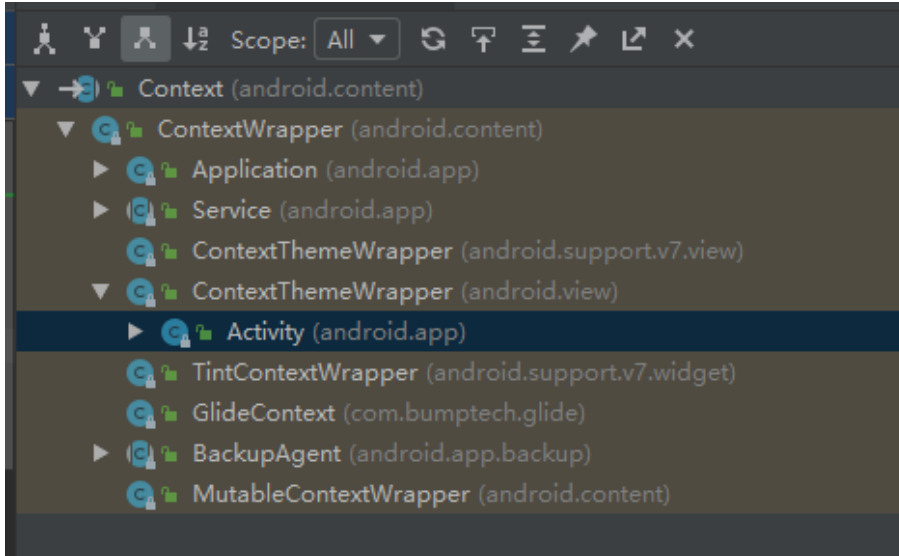 Scope: All
Context (android.content)
ContextWrapper (android.content)
Application (android.app)
Service (android.app)
ContextThemeWrapper (android.support.v7.view)
ContextThemeWrapper (android.view)
Activity (android.app)
TintContextWrapper (android.support.v7.widget)
GlideContext (com.bumptech.glide)
BackupAgent (android.app.backup)
MutableContextWrapper (android.content)